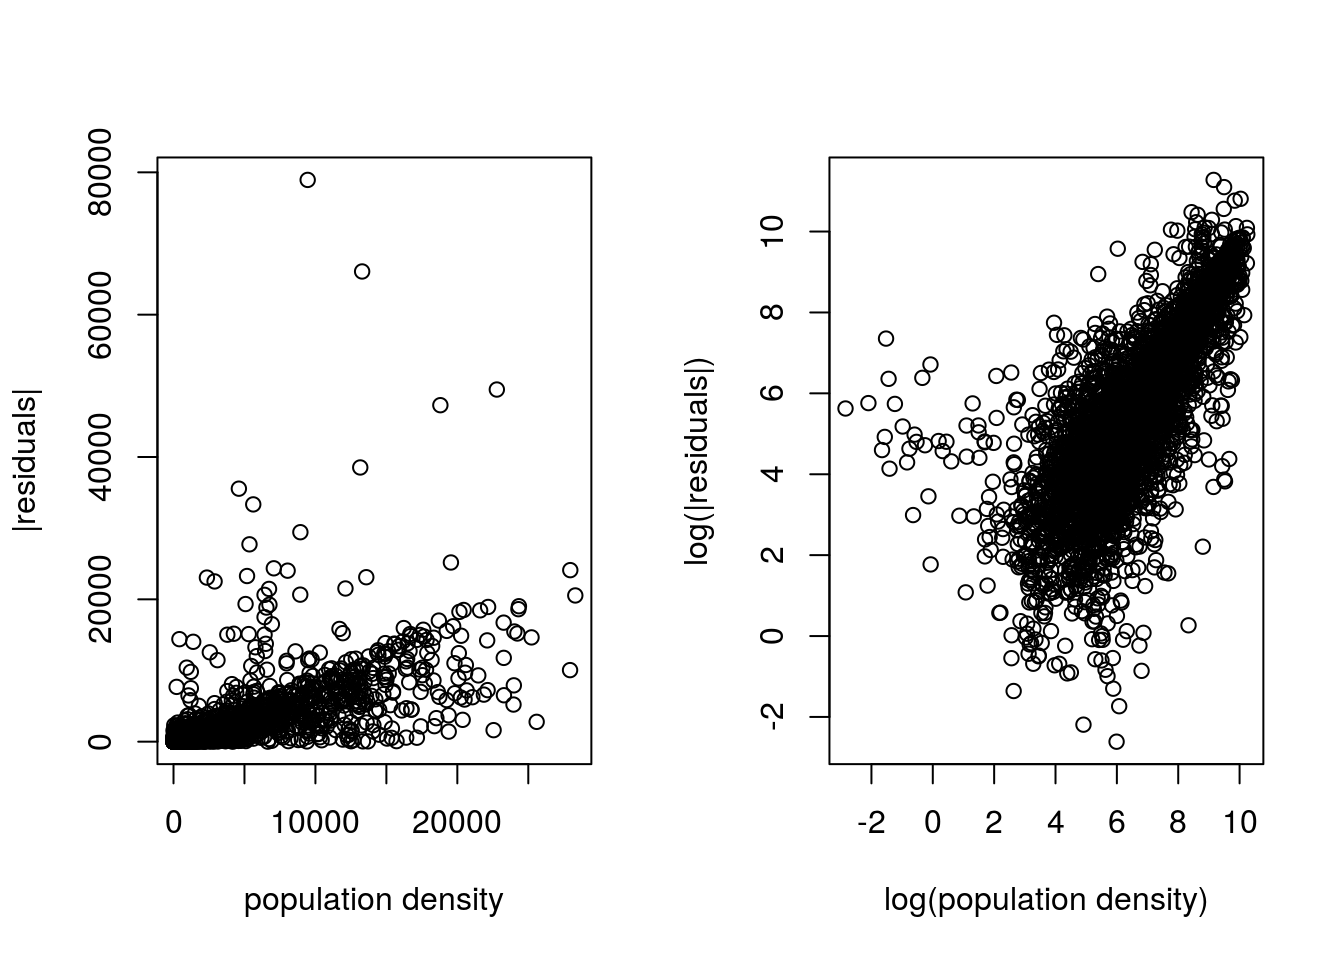 |residuals|
80000
60000
40000
20000
0
0 10000 20000
population density
log(|residuals|)
10
8
6
4
2
0
-2
-2 0 2 4 6 8 10
log(population density)